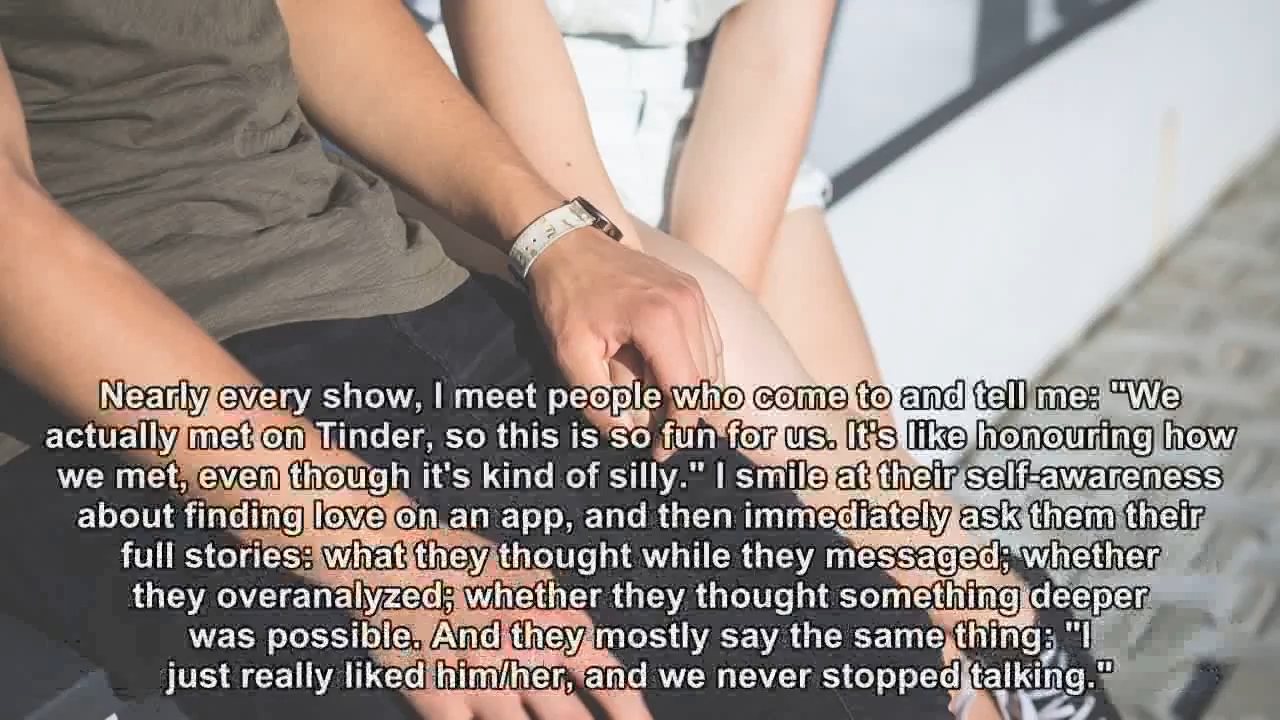 Nearly every show, I meet people who come to and tell me: "We
actually met on Tinder, so this is so fun for us. It's like honouring how
we met, even though it's kind of silly." I smile at their self-awareness
about finding love on an app, and then immediately ask them their
full stories: what they thought while they messaged; whether
they overanalyzed; whether they thought something deeper
was possible. And they mostly say the same thing: "I
just really liked him/her, and we never stopped talking."